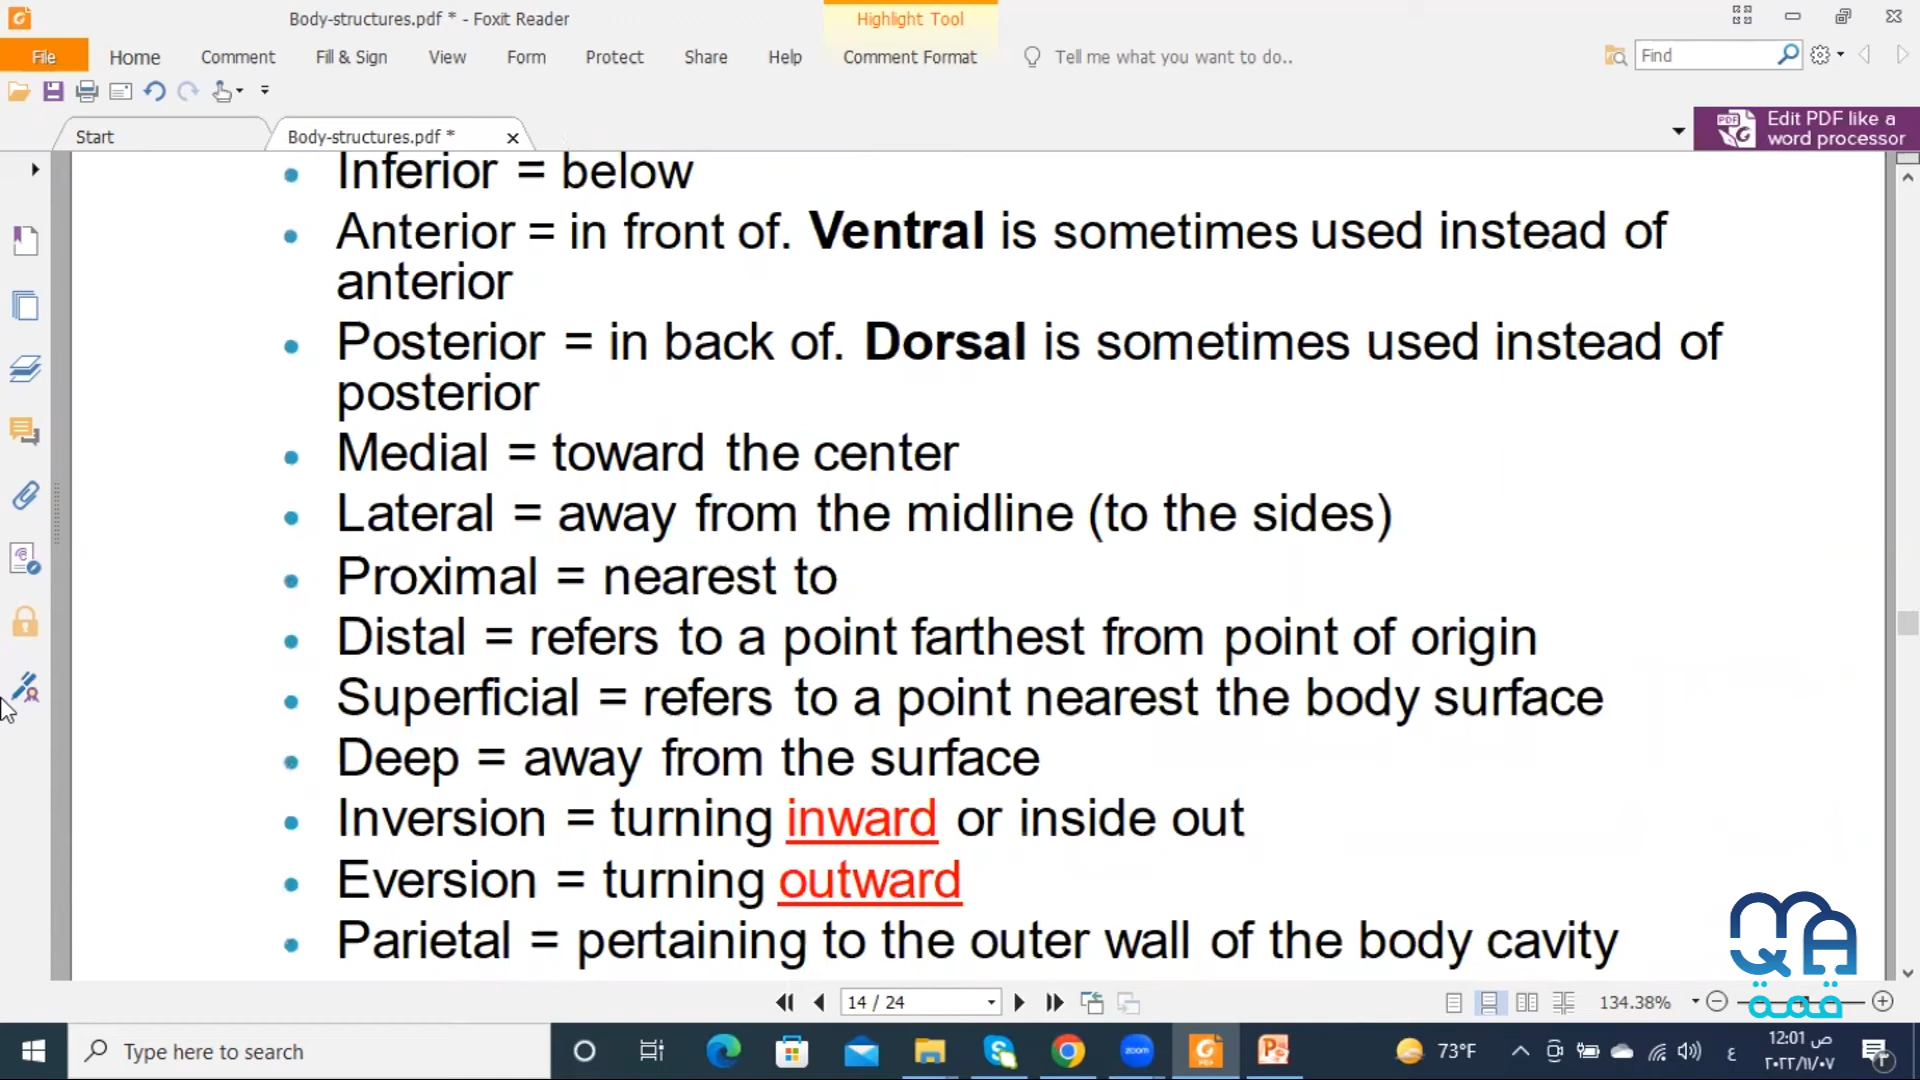 Body-structures.pdf * - Foxit Reader
Highlight Tool
File
Home
Comment
Fill & Sign
View
Form
Protect
Share
Help
Comment Format
Tell me what you want to do..
Find
Start
Body-structures.pdf *
Edit PDF like a
word processor
Inferior = below
Anterior = in front of. Ventral is sometimes used instead of
anterior
Posterior = in back of. Dorsal is sometimes used instead of
posterior
Medial = toward the center
Lateral = away from the midline (to the sides)
Proximal = nearest to
Distal = refers to a point farthest from point of origin
Superficial = refers to a point nearest the body surface
Deep = away from the surface
Inversion = turning inward or inside out
Eversion = turning outward
Parietal = pertaining to the outer wall of the body cavity
قمة
14 / 24
134.38%
Type here to search
zoom
73°F
ع
12:01 ص
٢٠٢٢/١١/٠٧